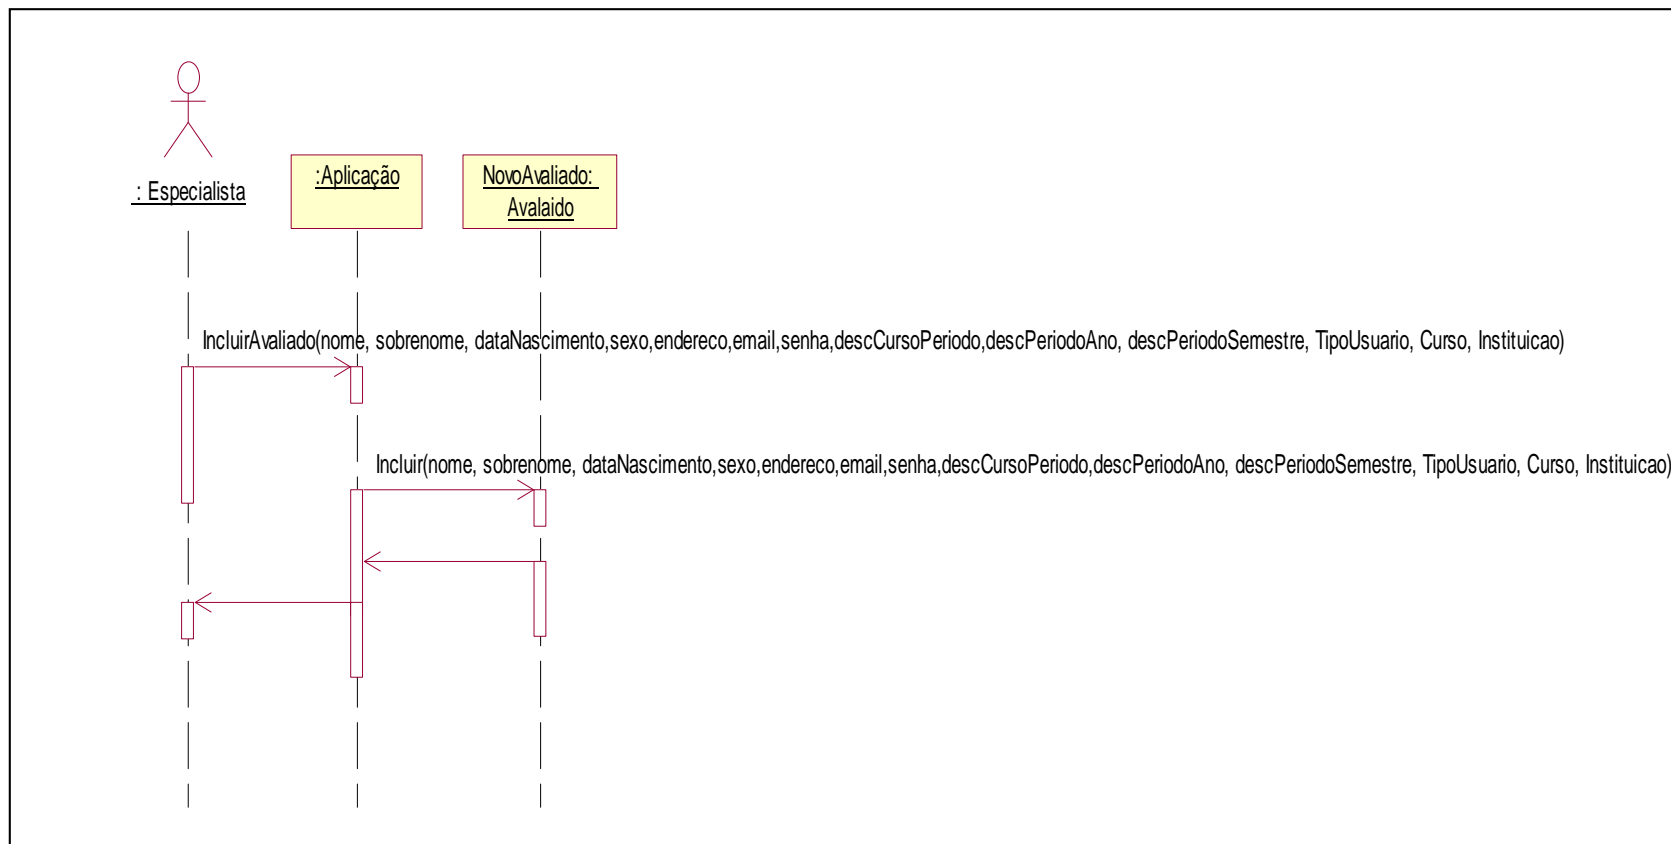 : Especialista
:Aplicação
NovoAvaliado:
Avalaido
IncluirAvaliado(nome, sobrenome, dataNascimento,sexo,endereco,email,senha,descCursoPeriodo,descPeriodoAno, descPeriodoSemestre, TipoUsuario, Curso, Instituicao)
Incluir(nome, sobrenome, dataNascimento,sexo,endereco,email,senha,descCursoPeriodo,descPeriodoAno, descPeriodoSemestre, TipoUsuario, Curso, Instituicao)